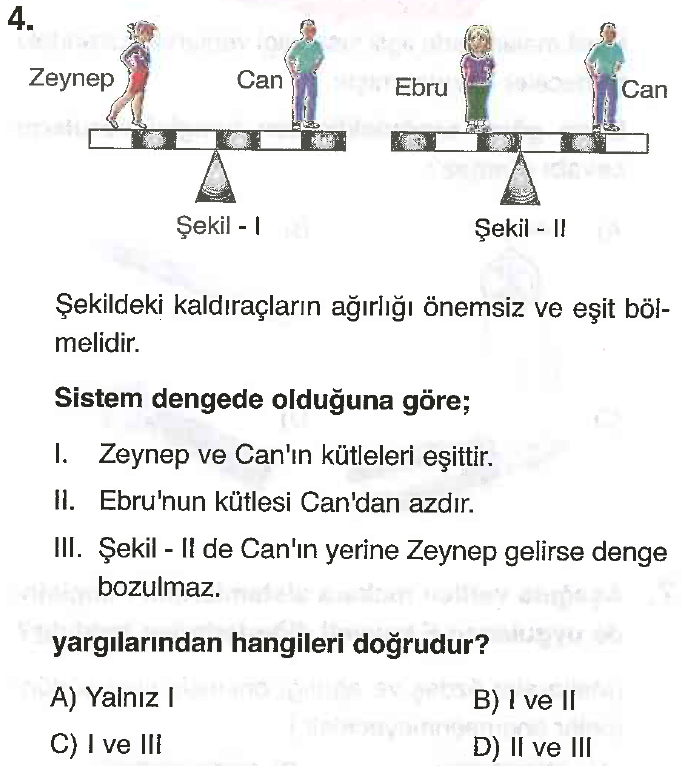 4.
Zeynep Can Ebru Can
Şekil - I Şekil - II
Şekildeki kaldıraçların ağırlığı önemsiz ve eşit böl-
melidir.
Sistem dengede olduğuna göre;
I. Zeynep ve Can'ın kütleleri eşittir.
II. Ebru'nun kütlesi Can'dan azdır.
III. Şekil - II de Can'ın yerine Zeynep gelirse denge
bozulmaz.
yargılarından hangileri doğrudur?
A) Yalnız I B) I ve II
C) I ve III D) II ve III